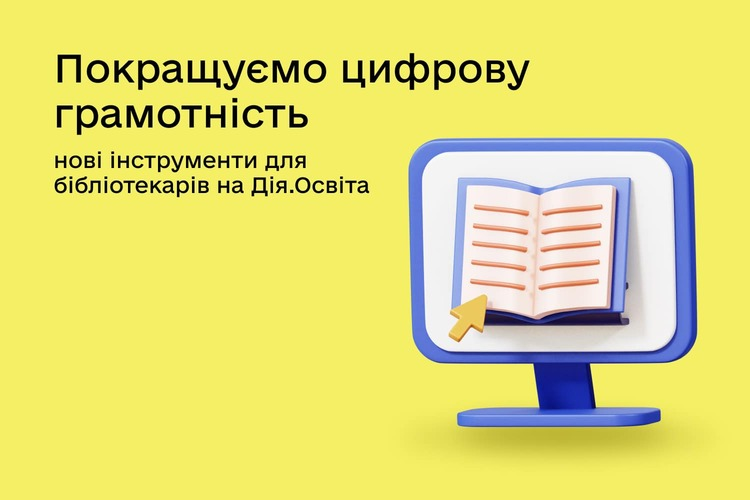 Покращуємо цифрову
грамотність
нові інструменти для
бібліотекарів на Дія.Освіта